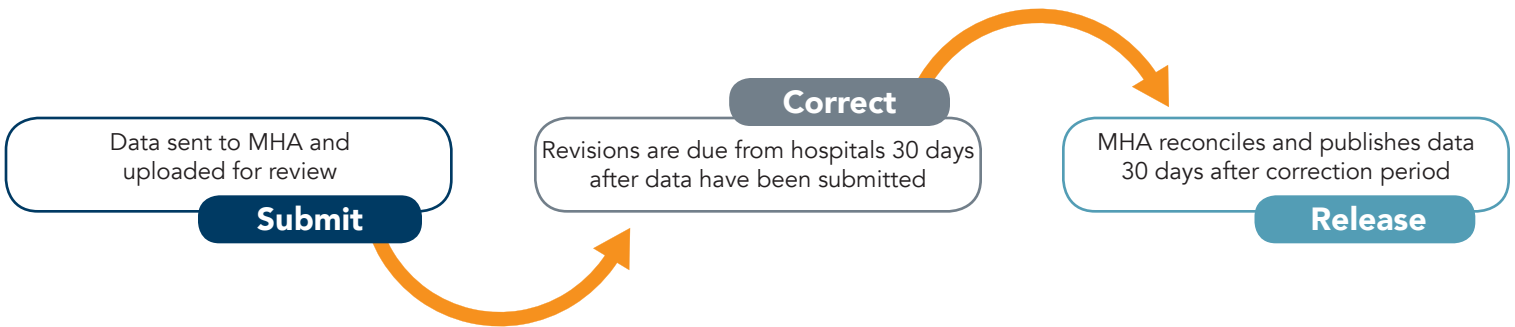 Data sent to MHA and
uploaded for review
Submit
Correct
Revisions are due from hospitals 30 days
after data have been submitted
MHA reconciles and publishes data
30 days after correction period
Release